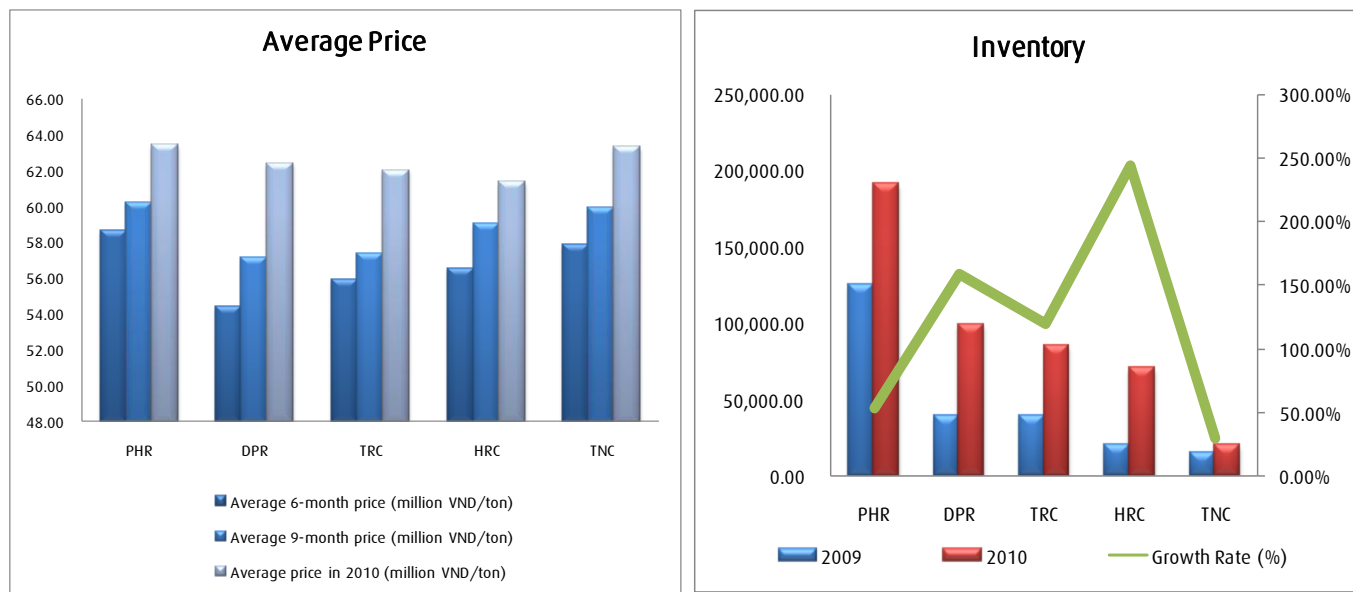 Average Price
66.00
64.00
62.00
60.00
58.00
56.00
54.00
52.00
50.00
48.00
PHR DPR TRC HRC TNC
Average 6-month price (million VND/ton)
Average 9-month price (million VND/ton)
Average price in 2010 (million VND/ton)
Inventory
250,000.00
200,000.00
150,000.00
100,000.00
50,000.00
0.00
300.00%
250.00%
200.00%
150.00%
100.00%
50.00%
0.00%
PHR DPR TRC HRC TNC
2009 2010 Growth Rate (%)